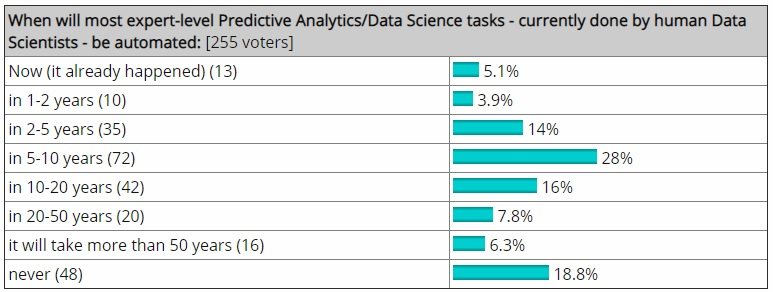 When will most expert-level Predictive Analytics/Data Science tasks - currently done by human Data
Scientists - be automated: [255 voters]
Now (it already happened) (13) 5.1%
in 1-2 years (10) 3.9%
in 2-5 years (35) 14%
in 5-10 years (72) 28%
in 10-20 years (42) 16%
in 20-50 years (20) 7.8%
it will take more than 50 years (16) 6.3%
never (48) 18.8%